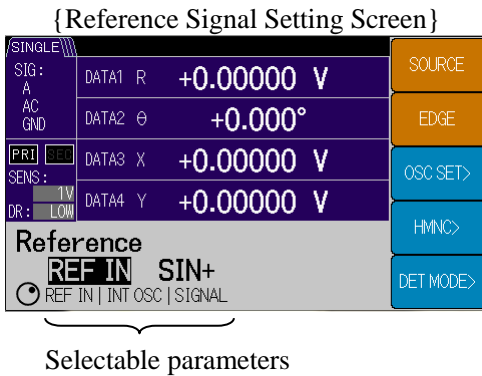 {Reference Signal Setting Screen}
SINGLE
SIG:
A
AC
GND
PRI SEC
SENS:
1V
DR: LOW
DATA1 R +0.00000 V
DATA2 θ +0.000°
DATA3 X +0.00000 V
DATA4 Y +0.00000 V
Reference
REF IN SIN+
REF IN | INT OSC | SIGNAL
SOURCE
EDGE
OSC SET>
HMNC>
DET MODE>
Selectable parameters